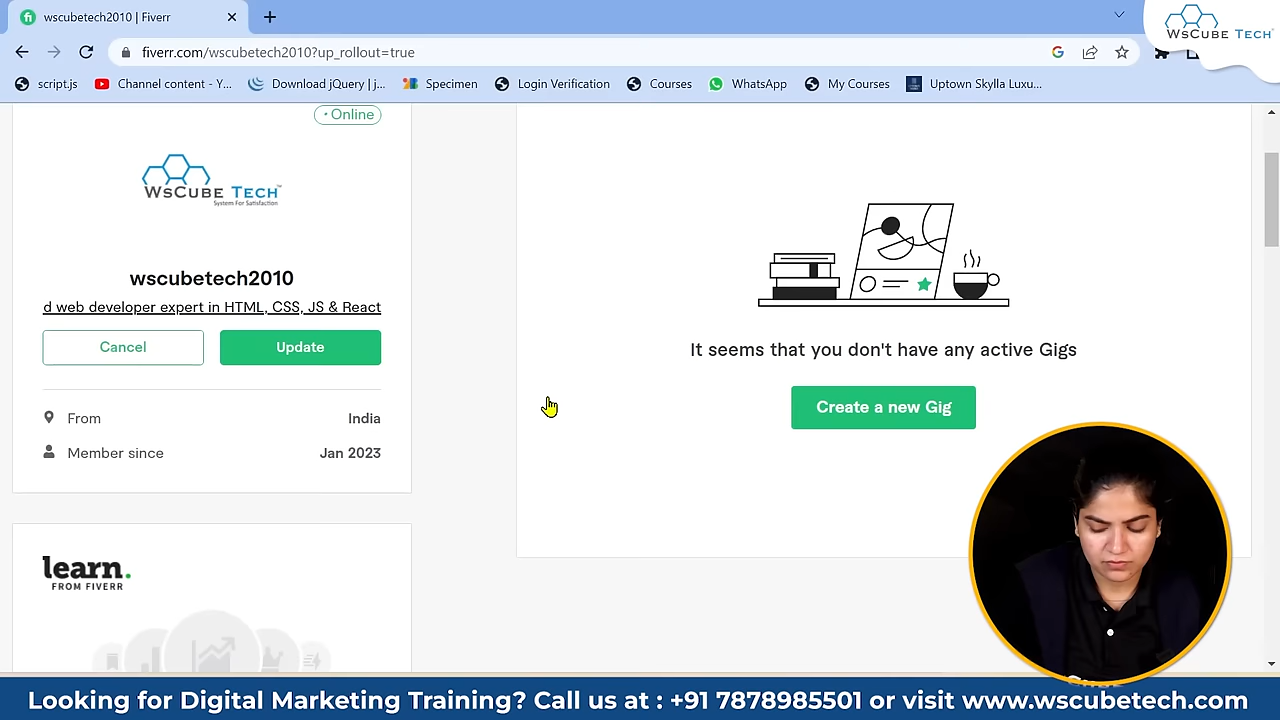 wscubetech2010 | Fiverr
WsCube Tech
fiverr.com/wscubetech2010?up_rollout=true
script.js
Channel content - Y...
Download jQuery | j...
Specimen
Login Verification
Courses
WhatsApp
My Courses
Uptown Skylla Luxu...
• Online
WsCube Tech
System For Satisfaction
wscubetech2010
d web developer expert in HTML, CSS, JS & React
Cancel
Update
From
India
Member since
Jan 2023
It seems that you don't have any active Gigs
Create a new Gig
learn.
FROM FIVERR
Looking for Digital Marketing Training? Call us at : +91 7878985501 or visit www.wscubetech.com